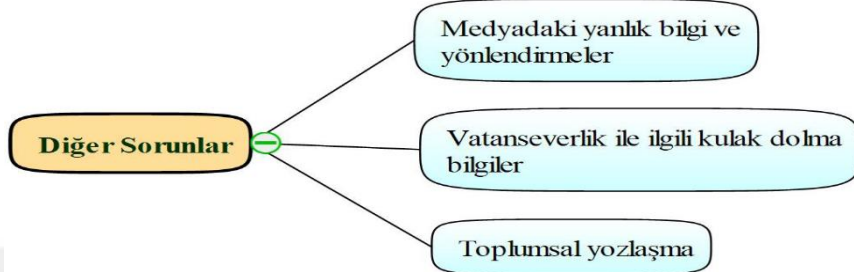 Medyadaki yanlık bilgi ve
yönlendirmeler
Diğer Sorunlar
Vatanseverlik ile ilgili kulak dolma
bilgiler
Toplumsal yozlaşma